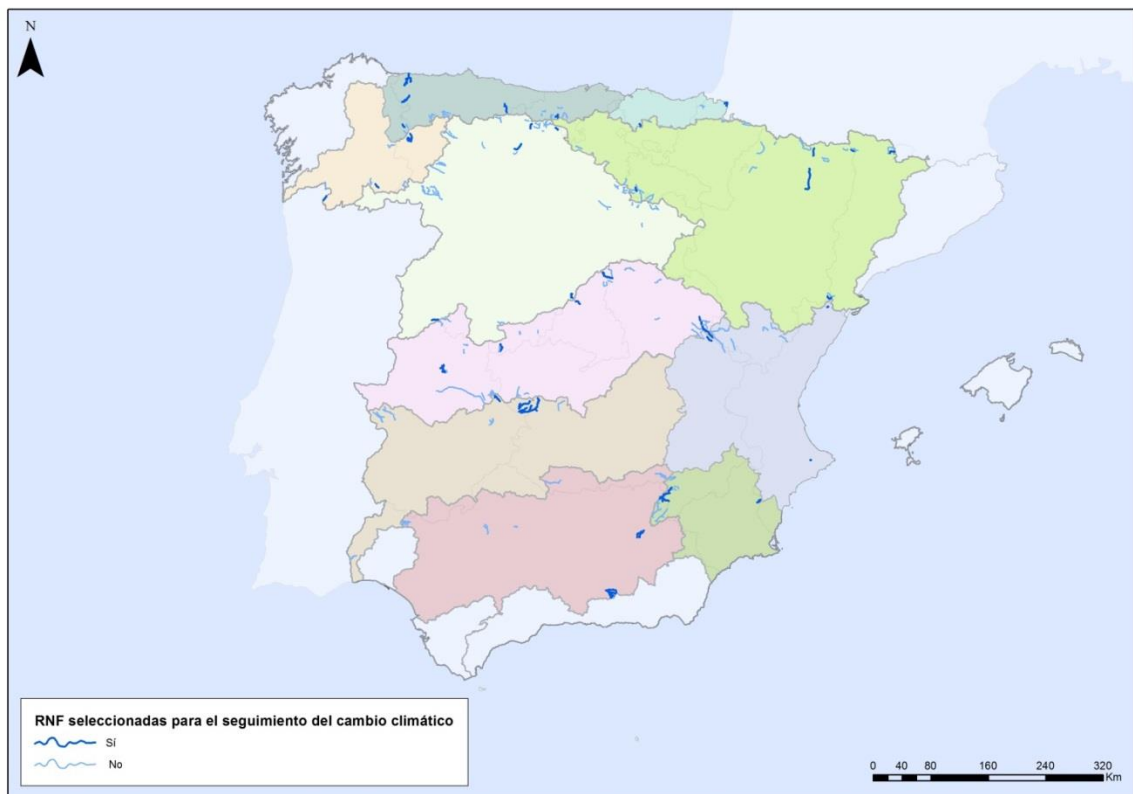 N
RNF seleccionadas para el seguimiento del cambio climático
Sí
No
0 40 80 160 240 320
Km